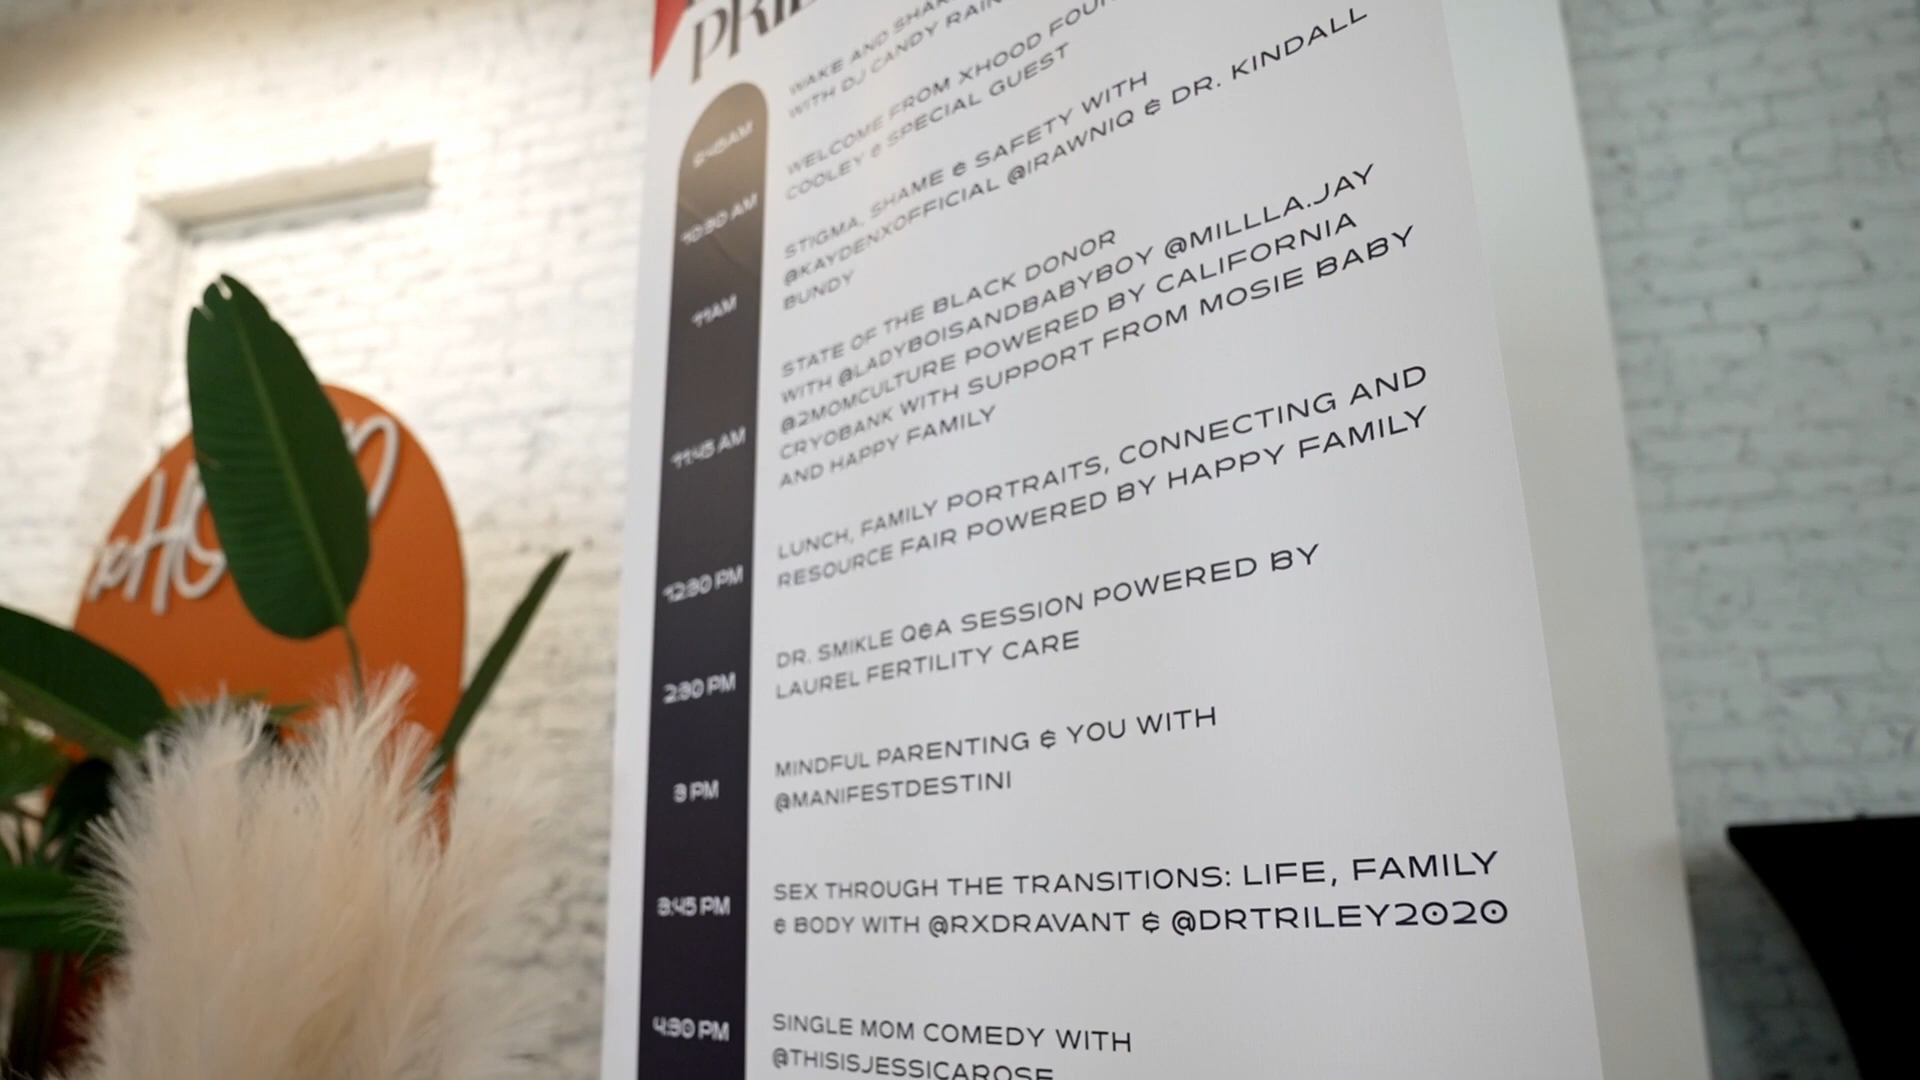 WAKE AND
WITH DJ CANDY
9:45AM
WELCOME FROM XHOOD
COOLEY & SPECIAL GUEST
10:30 AM
STIGMA, SHAME & SAFETY WITH
@KAYDENXOFFICIAL @IRAWNIQ & DR. KINDALL
BUNDY
11AM
STATE OF THE BLACK DONOR
WITH @LADYBOISANDBABYBOY @MILLLA.JAY
@2MOMCULTURE POWERED BY CALIFORNIA
CRYOBANK WITH SUPPORT FROM MOSIE BABY
AND HAPPY FAMILY
11:45 AM
LUNCH, FAMILY PORTRAITS, CONNECTING AND
RESOURCE FAIR POWERED BY HAPPY FAMILY
12:30 PM
DR. SMIKLE Q&A SESSION POWERED BY
LAUREL FERTILITY CARE
2:30 PM
MINDFUL PARENTING & YOU WITH
@MANIFESTDESTINI
3 PM
SEX THROUGH THE TRANSITIONS: LIFE, FAMILY
& BODY WITH @RXDRAVANT & @DRTRILEY2020
3:45 PM
SINGLE MOM COMEDY WITH
@THISISJESSICAROSE
4:30 PM